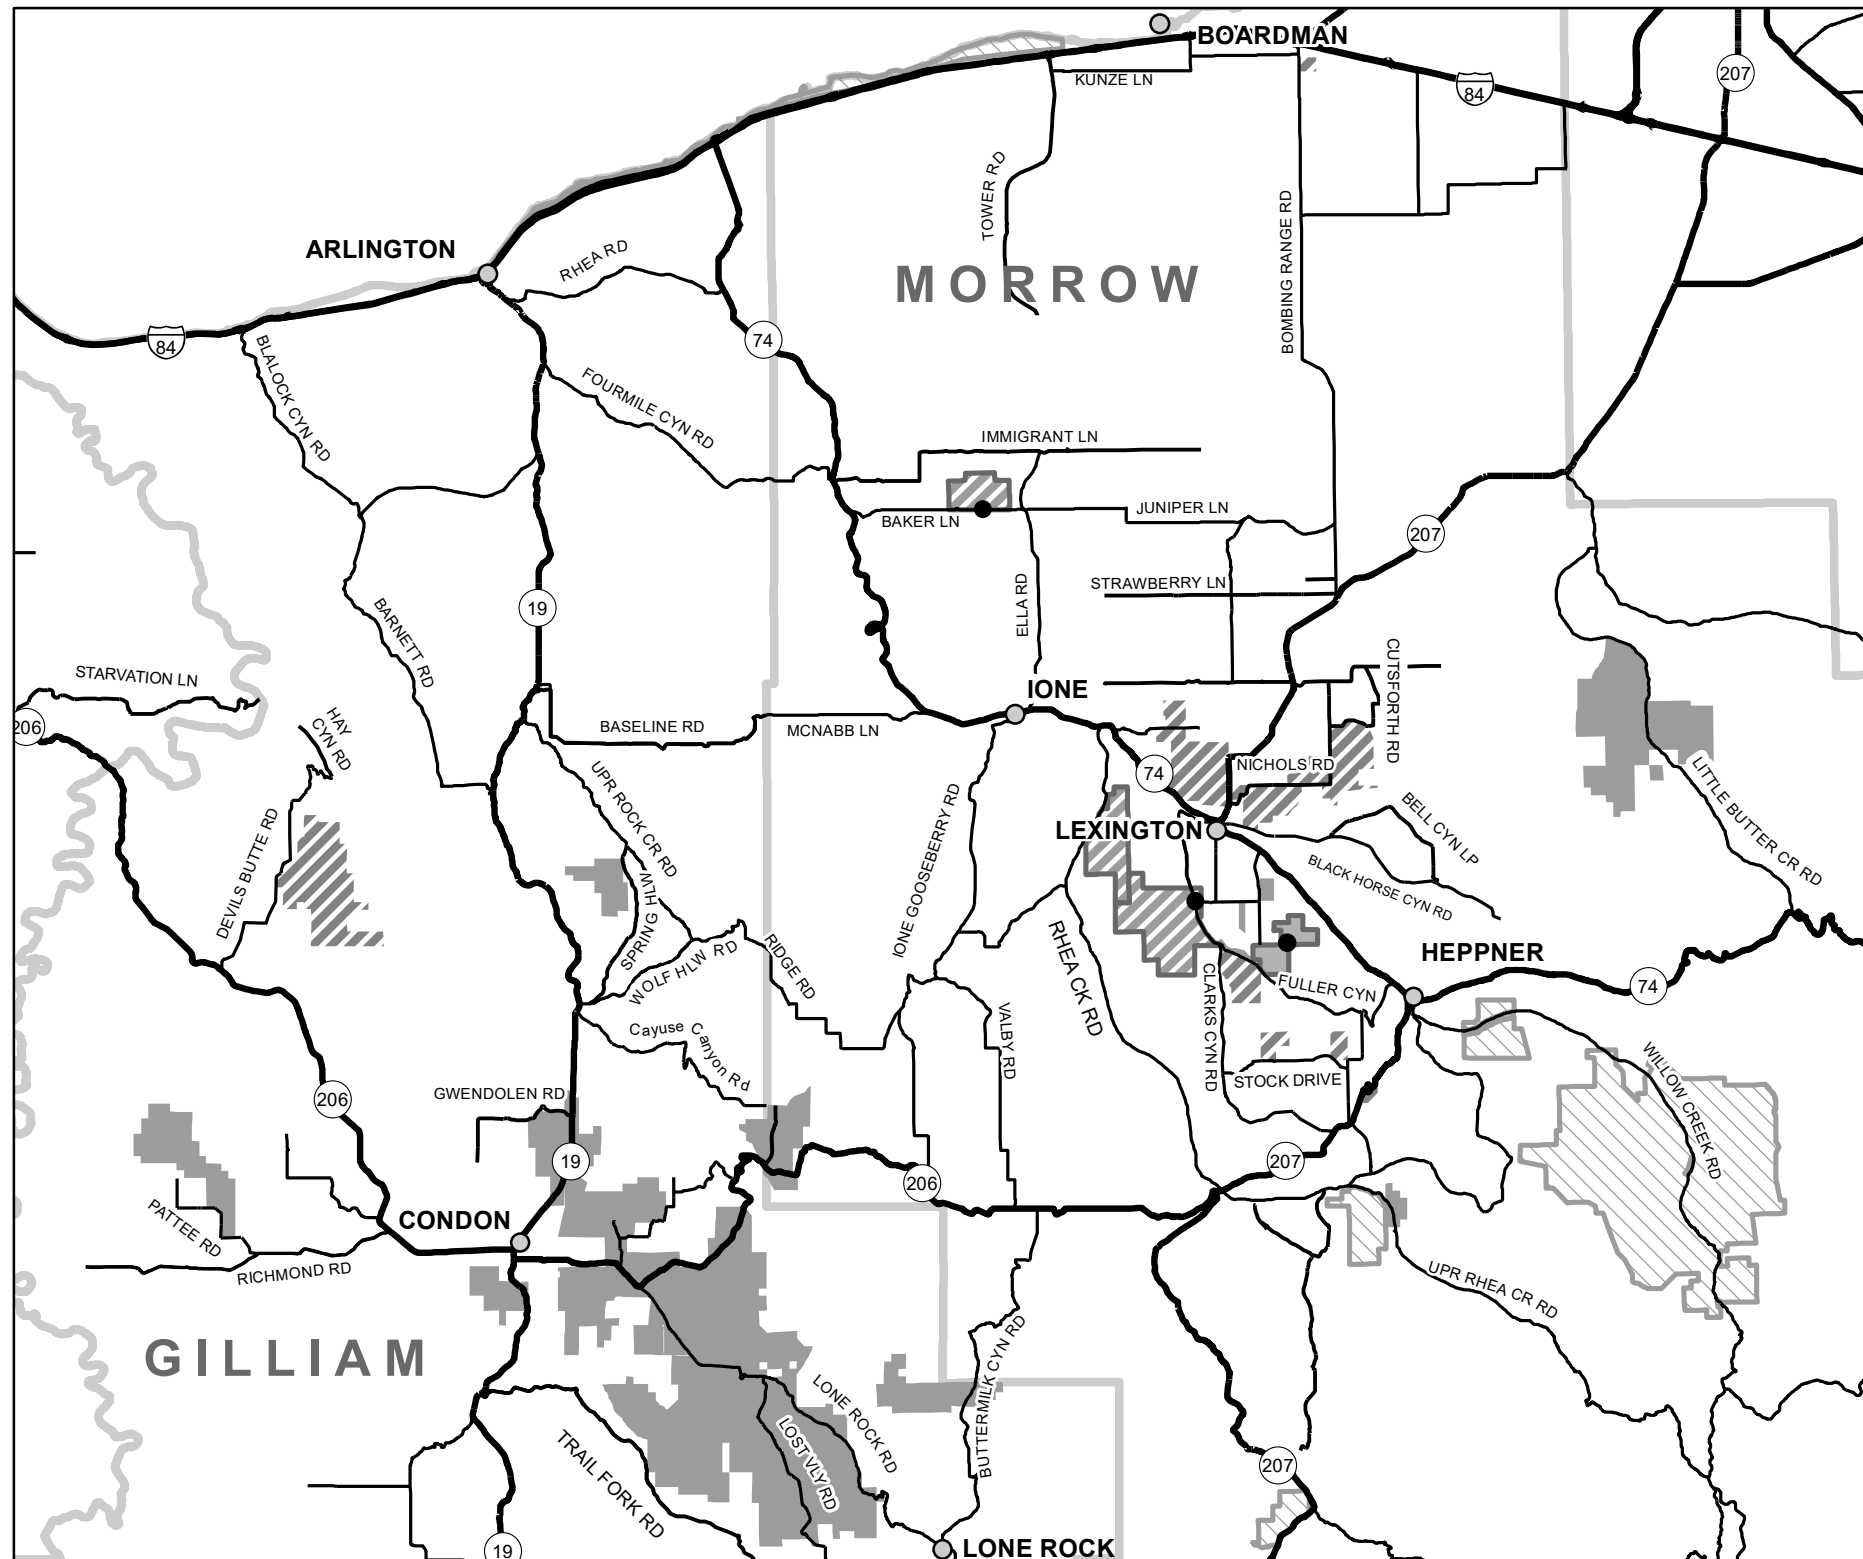 BOARDMAN
KUNZE LN
84
207
TOWER RD
BOMBING RANGE RD
ARLINGTON
RHEA RD
MORROW
84
74
BLALOCK CYN RD
FOURMILE CYN RD
IMMIGRANT LN
BAKER LN
JUNIPER LN
207
STRAWBERRY LN
ELLA RD
19
BARNETT RD
STARVATION LN
206
HAY
CYN RD
CUTSFORTH RD
IONE
BASELINE RD
MCNABB LN
74
NICHOLS RD
UPR ROCK CR RD
LITTLE BUTTER CR RD
IONE GOOSEBERRY RD
LEXINGTON
BELL CYN LP
DEVILS BUTTE RD
BLACK HORSE CYN RD
SPRING HLW
WOLF HLW RD
RIDGE RD
RHEA CK RD
HEPPNER
CLARKS CYN RD
FULLER CYN
74
Cayuse
Canyon Rd
VALBY RD
STOCK DRIVE
WILLOW CREEK RD
GWENDOLEN RD
206
19
207
206
PATTEE RD
CONDON
RICHMOND RD
UPR RHEA CR RD
GILLIAM
BUTTERMILK CYN RD
LONE ROCK RD
LOST VLY RD
TRAIL FORK RD
207
19
LONE ROCK